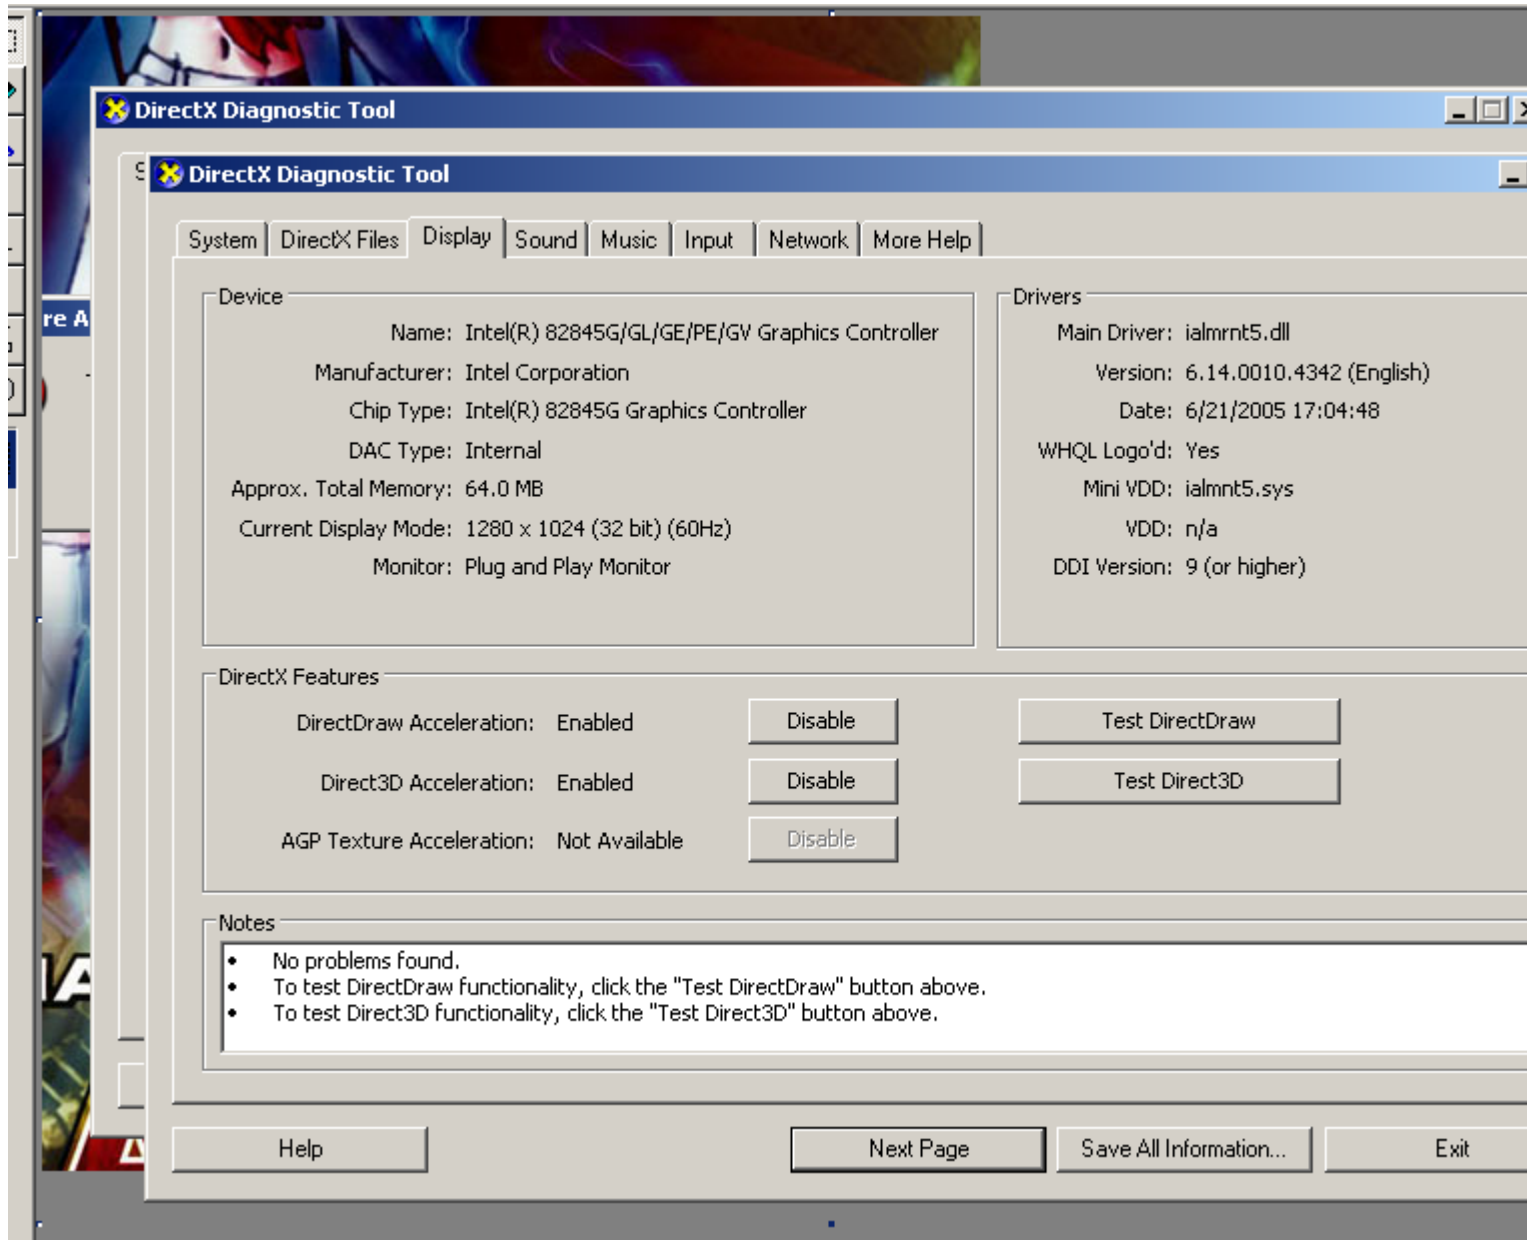 DirectX Diagnostic Tool
DirectX Diagnostic Tool
re A
System DirectX Files Display Sound Music Input Network More Help
Device
Name: Intel(R) 82845G/GL/GE/PE/GV Graphics Controller
Manufacturer: Intel Corporation
Chip Type: Intel(R) 82845G Graphics Controller
DAC Type: Internal
Approx. Total Memory: 64.0 MB
Current Display Mode: 1280 x 1024 (32 bit) (60Hz)
Monitor: Plug and Play Monitor
Drivers
Main Driver: ialmrnt5.dll
Version: 6.14.0010.4342 (English)
Date: 6/21/2005 17:04:48
WHQL Logo'd: Yes
Mini VDD: ialmnt5.sys
VDD: n/a
DDI Version: 9 (or higher)
DirectX Features
DirectDraw Acceleration: Enabled Disable Test DirectDraw
Direct3D Acceleration: Enabled Disable Test Direct3D
AGP Texture Acceleration: Not Available Disable
Notes
• No problems found.
• To test DirectDraw functionality, click the "Test DirectDraw" button above.
• To test Direct3D functionality, click the "Test Direct3D" button above.
Help Next Page Save All Information... Exit